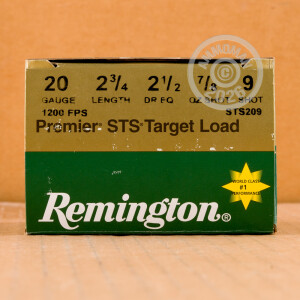 20 2 3/4 2 1/2 7/8 9
GAUGE LENGTH DR EQ OZ SHOT SHOT
1200 FPS STS209
Premier® STS® Target Load
Remington®
WORLD CLASS
#1
PERFORMANCE